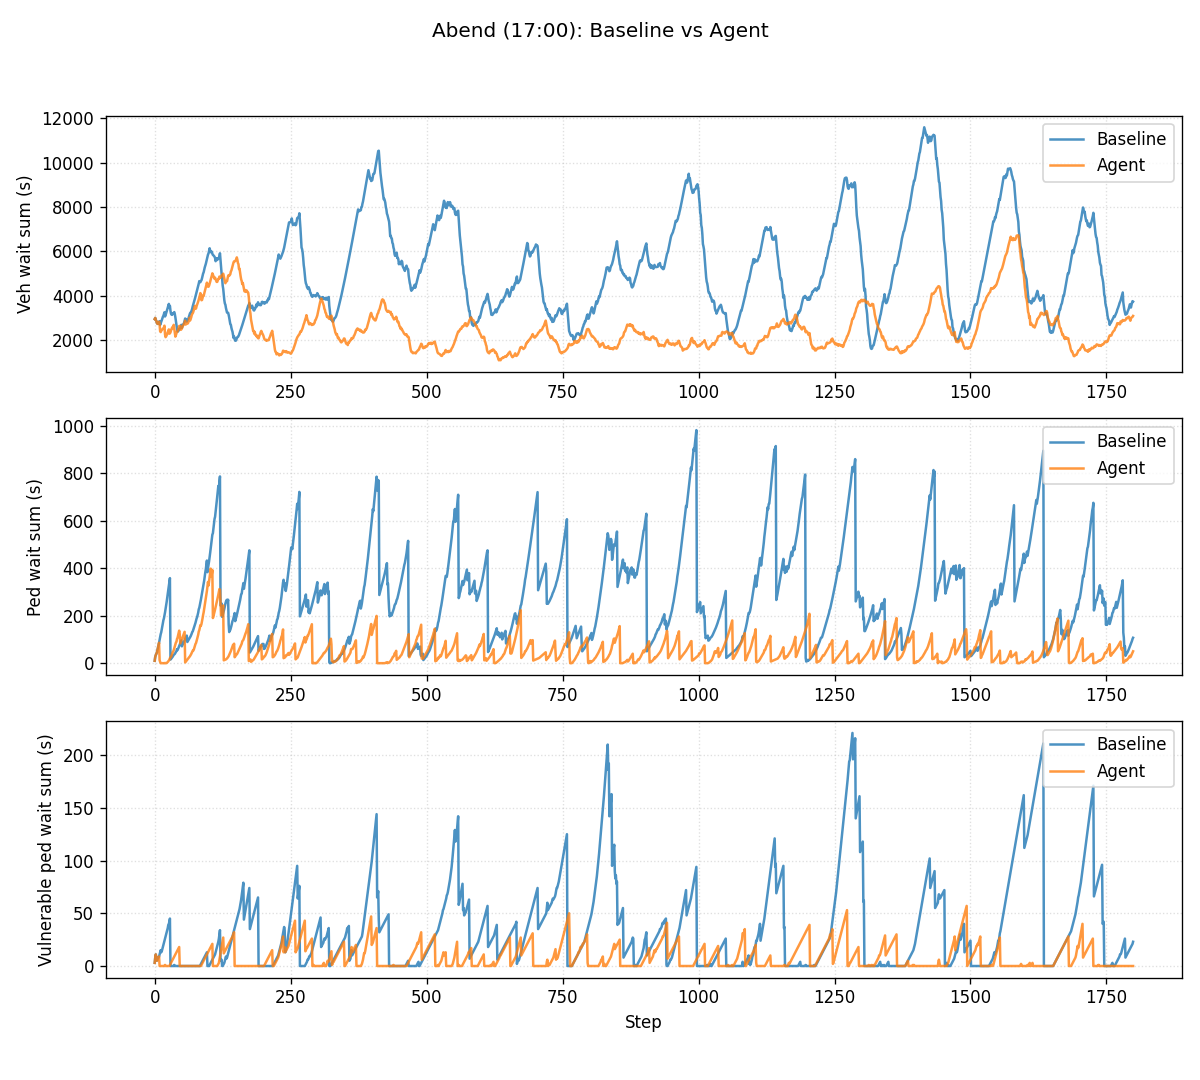 Abend (17:00): Baseline vs Agent
Veh wait sum (s)
12000
10000
8000
6000
4000
2000
Baseline
Agent
0 250 500 750 1000 1250 1500 1750
Ped wait sum (s)
1000
800
600
400
200
0
Baseline
Agent
0 250 500 750 1000 1250 1500 1750
Vulnerable ped wait sum (s)
200
150
100
50
0
Baseline
Agent
0 250 500 750 1000 1250 1500 1750
Step